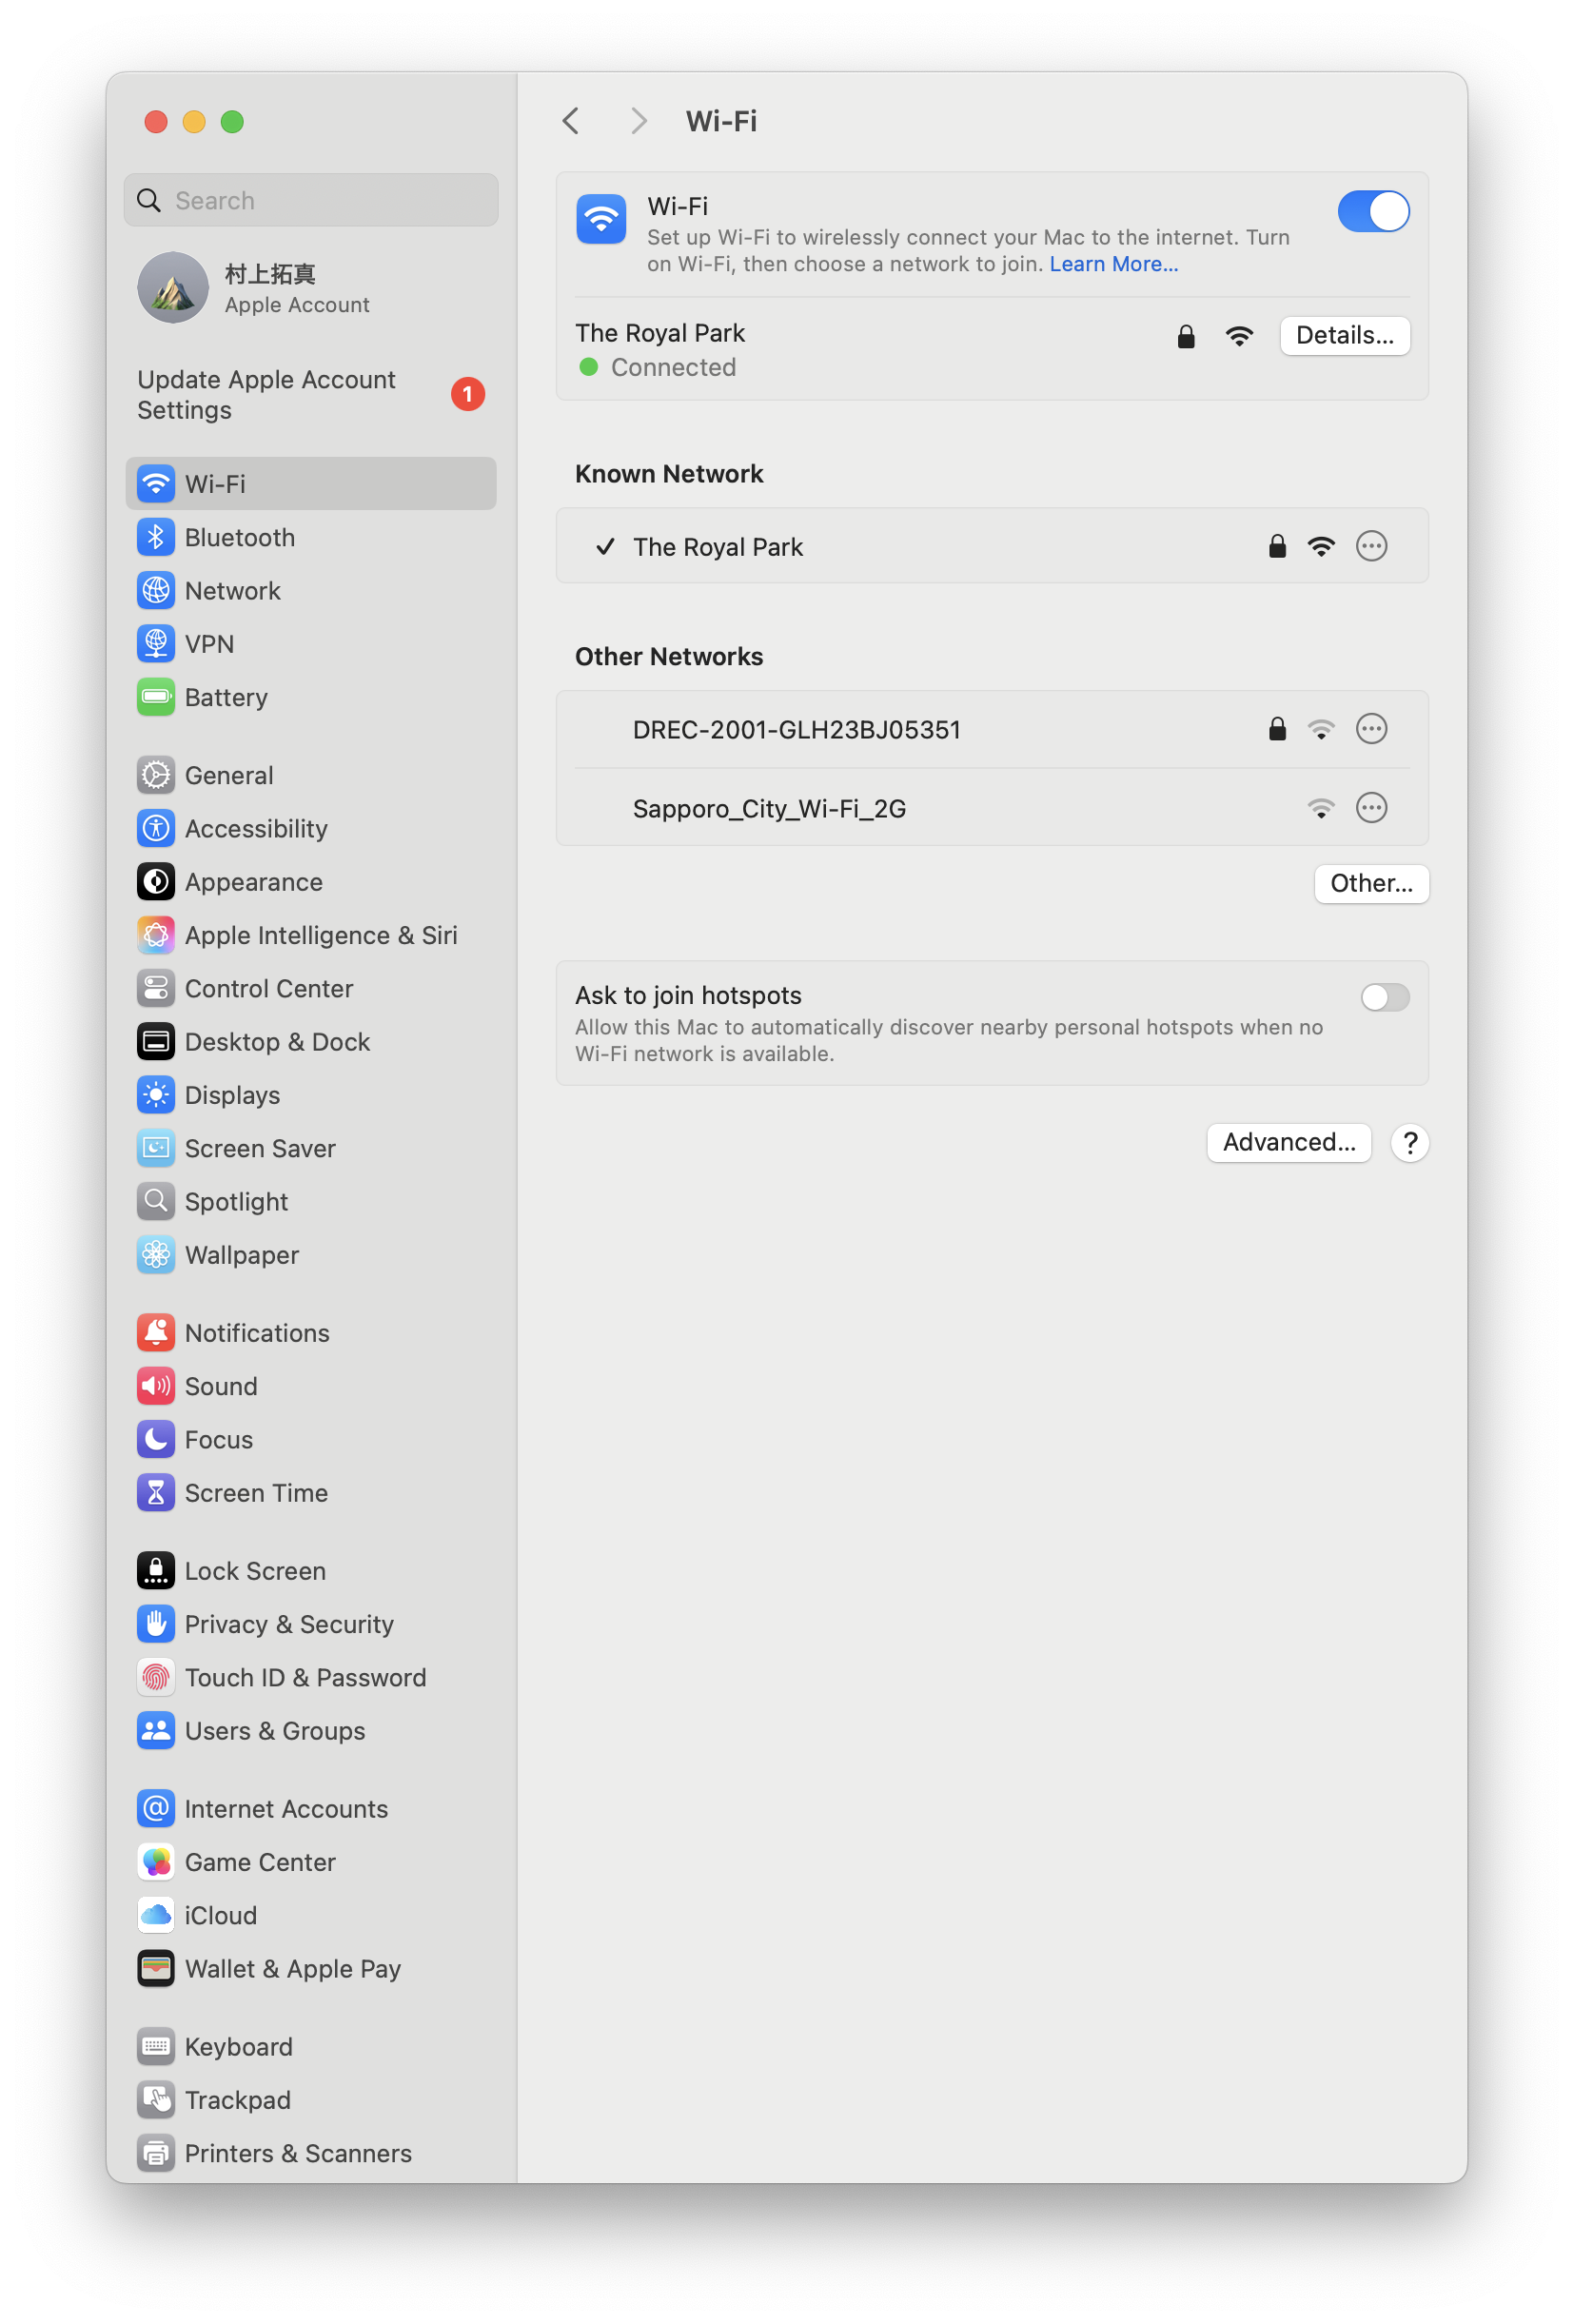 Wi-Fi
Search
村上拓真
Apple Account
Update Apple Account
Settings
1
Wi-Fi
Bluetooth
Network
VPN
Battery
General
Accessibility
Appearance
Apple Intelligence & Siri
Control Center
Desktop & Dock
Displays
Screen Saver
Spotlight
Wallpaper
Notifications
Sound
Focus
Screen Time
Lock Screen
Privacy & Security
Touch ID & Password
Users & Groups
Internet Accounts
Game Center
iCloud
Wallet & Apple Pay
Keyboard
Trackpad
Printers & Scanners
Wi-Fi
Set up Wi-Fi to wirelessly connect your Mac to the internet. Turn
on Wi-Fi, then choose a network to join. Learn More...
The Royal Park
Details...
Connected
Known Network
The Royal Park
Other Networks
DREC-2001-GLH23BJ05351
Sapporo_City_Wi-Fi_2G
Other...
Ask to join hotspots
Allow this Mac to automatically discover nearby personal hotspots when no
Wi-Fi network is available.
Advanced...
?